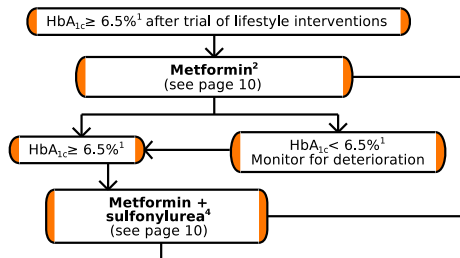 HbA1c ≥ 6.5%¹ after trial of lifestyle interventions
Metformin²
(see page 10)
HbA1c ≥ 6.5%¹
HbA1c < 6.5%¹
Monitor for deterioration
Metformin +
sulfonylurea⁴
(see page 10)